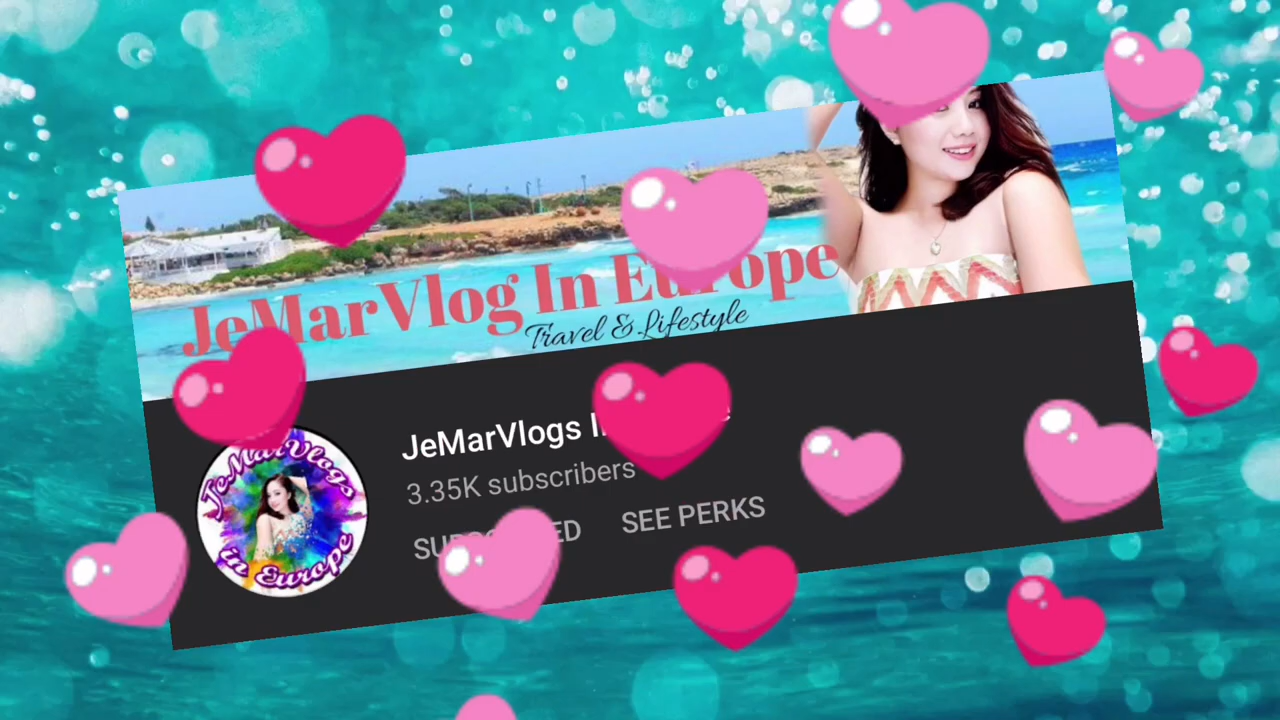 JeMarVlog In Europe
Travel & Lifestyle
JeMarVlogs
3.35K subscribers
SEE PERKS
JeMarVlogs
in Europe